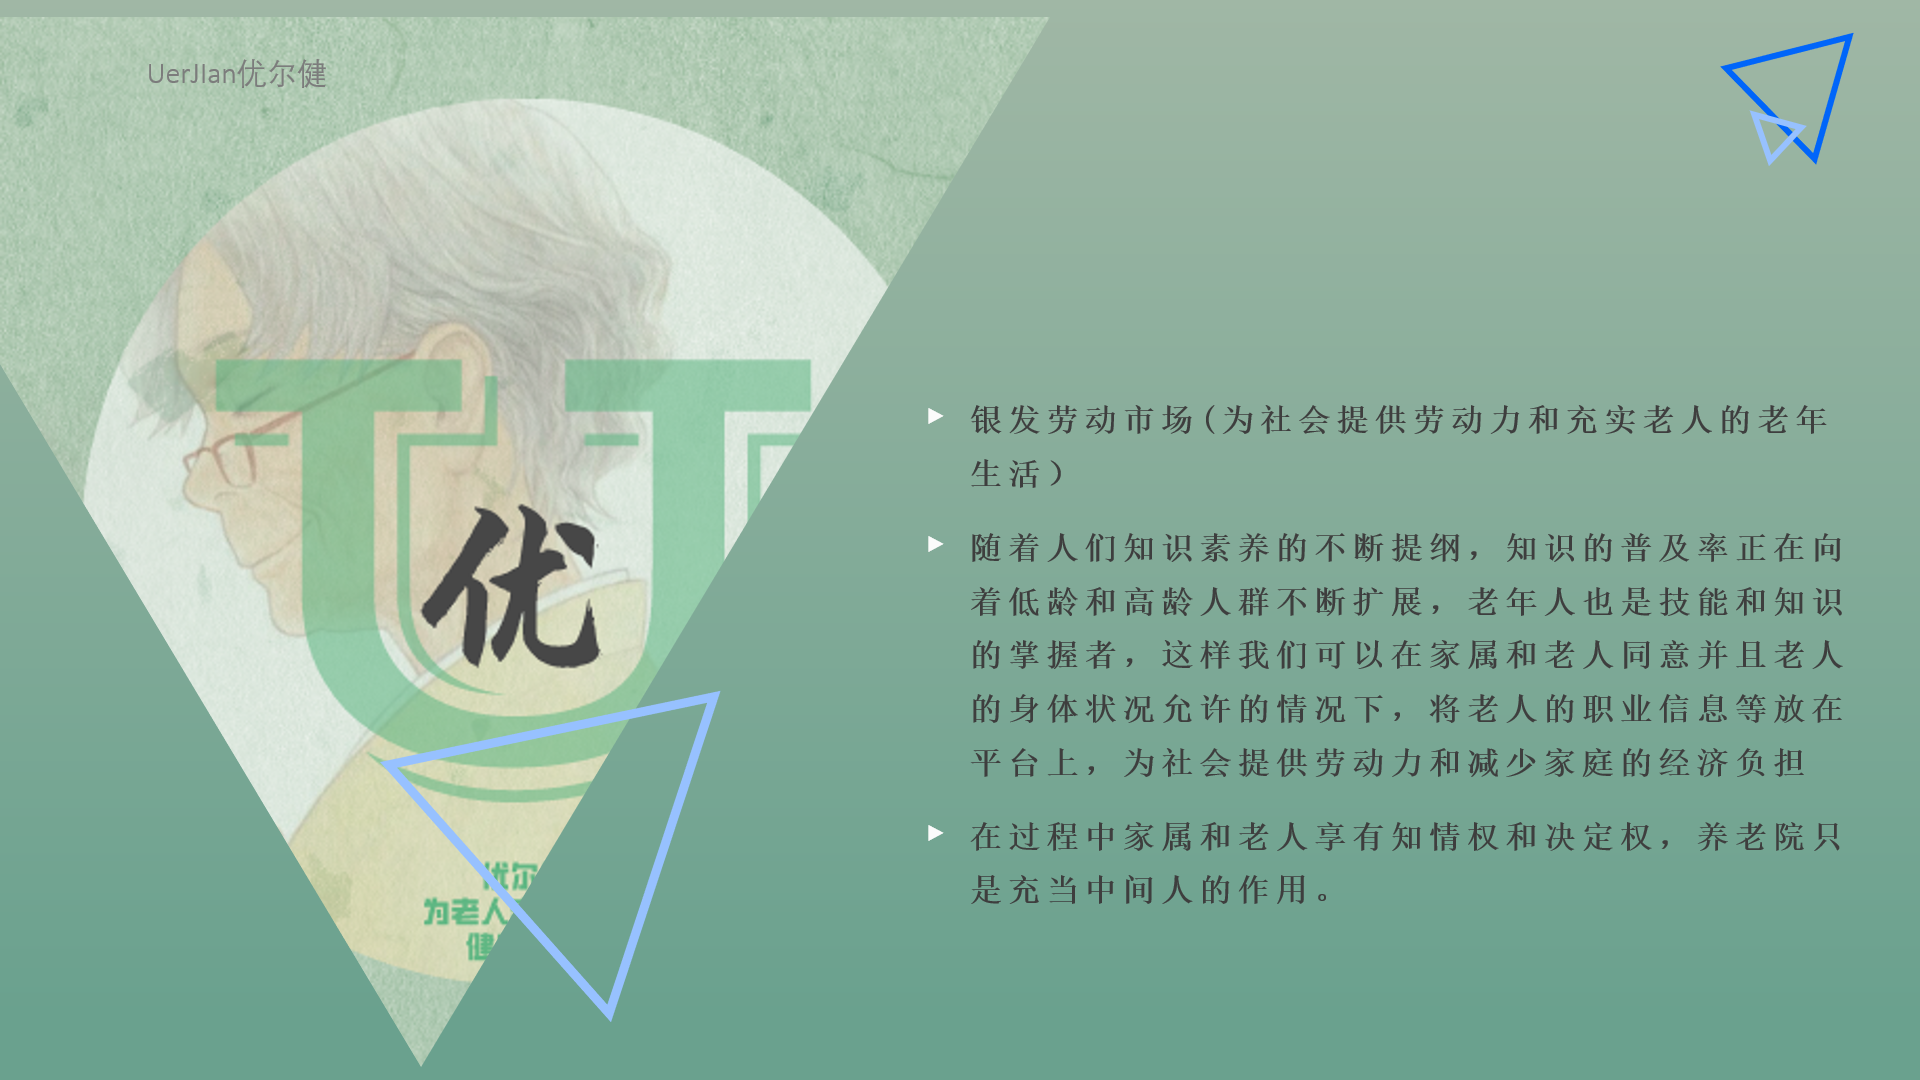 UerJIan优尔健
优
优尔
为老人
健
银发劳动市场(为社会提供劳动力和充实老人的老年
生活）
随着人们知识素养的不断提纲，知识的普及率正在向
着低龄和高龄人群不断扩展，老年人也是技能和知识
的掌握者，这样我们可以在家属和老人同意并且老人
的身体状况允许的情况下，将老人的职业信息等放在
平台上，为社会提供劳动力和减少家庭的经济负担
在过程中家属和老人享有知情权和决定权，养老院只
是充当中间人的作用。